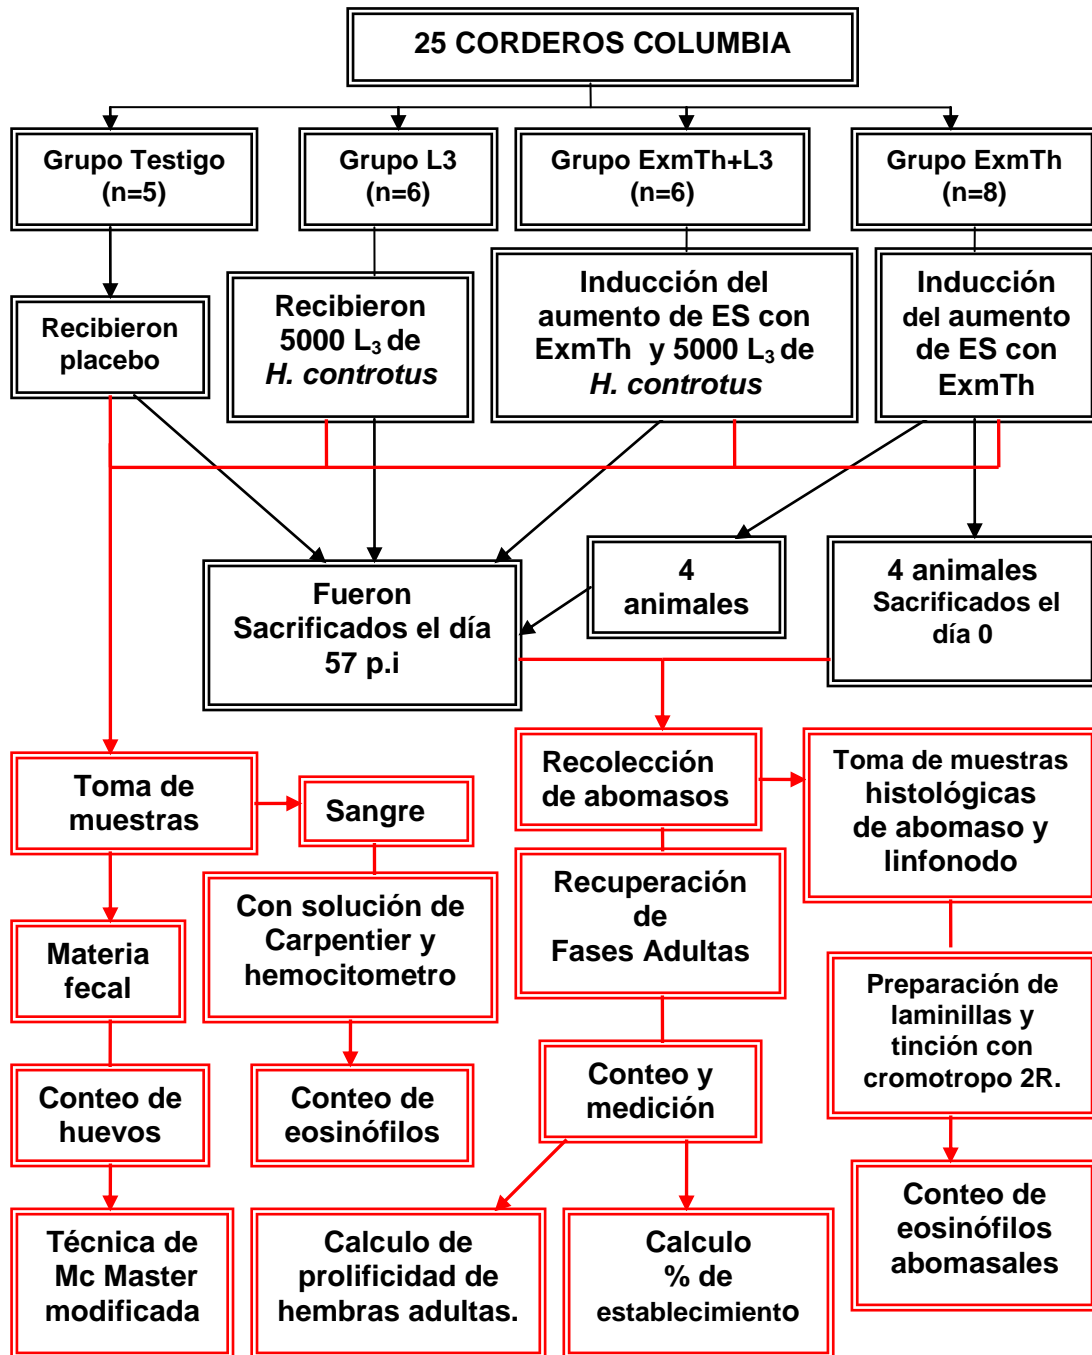 25 CORDEROS COLUMBIA
Grupo Testigo
(n=5)
Grupo L3
(n=6)
Grupo ExmTh+L3
(n=6)
Grupo ExmTh
(n=8)
Recibieron
placebo
Recibieron
5000 L3 de
H. controtus
Inducción del
aumento de ES con
ExmTh y 5000 L3 de
H. controtus
Inducción
del aumento
de ES con
ExmTh
Fueron
Sacrificados el día
57 p.i
4
animales
4 animales
Sacrificados el
día 0
Toma de
muestras
Sangre
Recolección
de abomasos
Toma de muestras
histológicas
de abomaso y
linfonodo
Materia
fecal
Con solución de
Carpentier y
hemocitometro
Recuperación
de
Fases Adultas
Preparación de
laminillas y
tinción con
cromotropo 2R.
Conteo de
huevos
Conteo de
eosinófilos
Conteo y
medición
Conteo de
eosinófilos
abomasales
Técnica de
Mc Master
modificada
Calculo de
prolificidad de
hembras adultas.
Calculo
% de
establecimiento